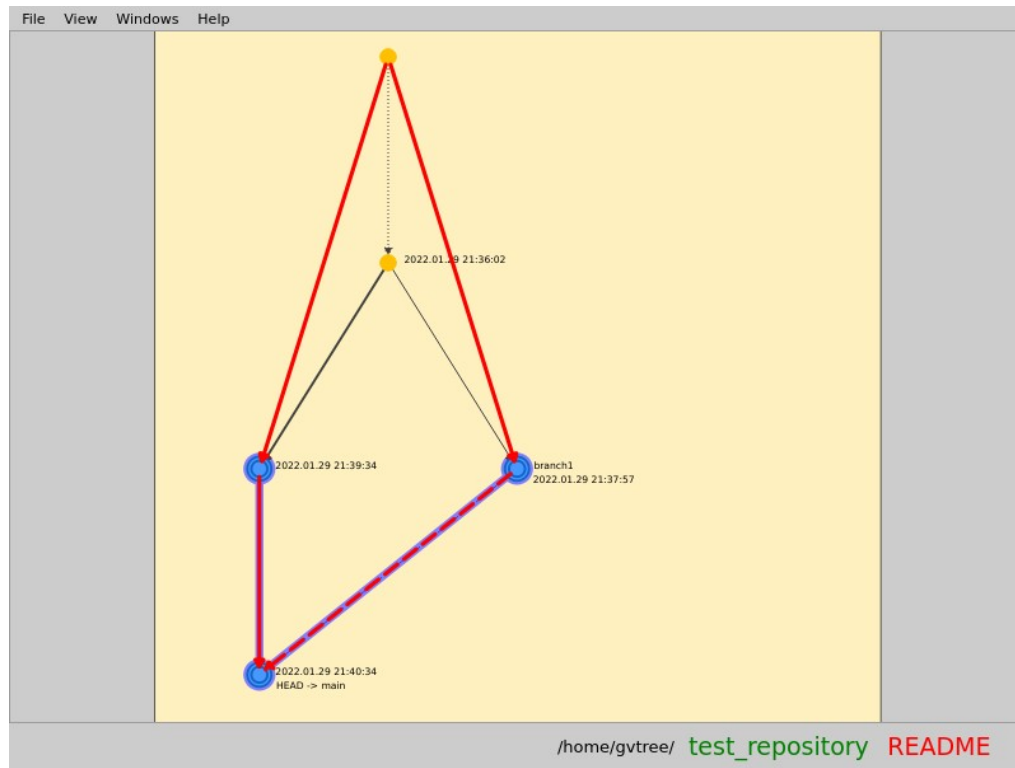 File View Windows Help
2022.01.29 21:36:02
2022.01.29 21:39:34
branch1
2022.01.29 21:37:57
2022.01.29 21:40:34
HEAD -> main
/home/gvtree/ test_repository README